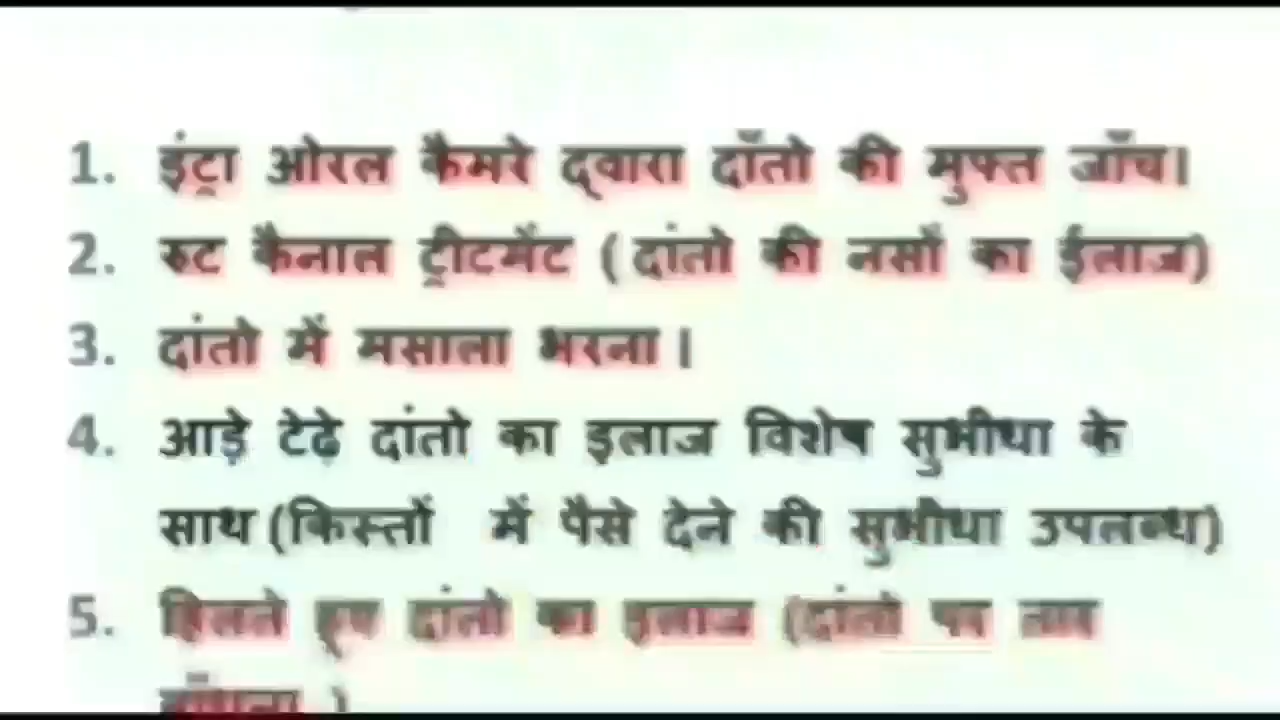 1. इंट्रा ओरल कैमरे द्वारा दाँतो की मुफ्त जाँच।
2. रुट कैनाल ट्रीटमेंट ( दांतो की नसों का ईलाज)
3. दांतो में मसाला भरना ।
4. आड़े टेढ़े दांतो का इलाज विशेष सुभीधा के
साथ (किस्तों में पैसे देने की सुभीधा उपलब्ध)
5. हिलते हुए दांतो का इलाज (दांतो पर तार